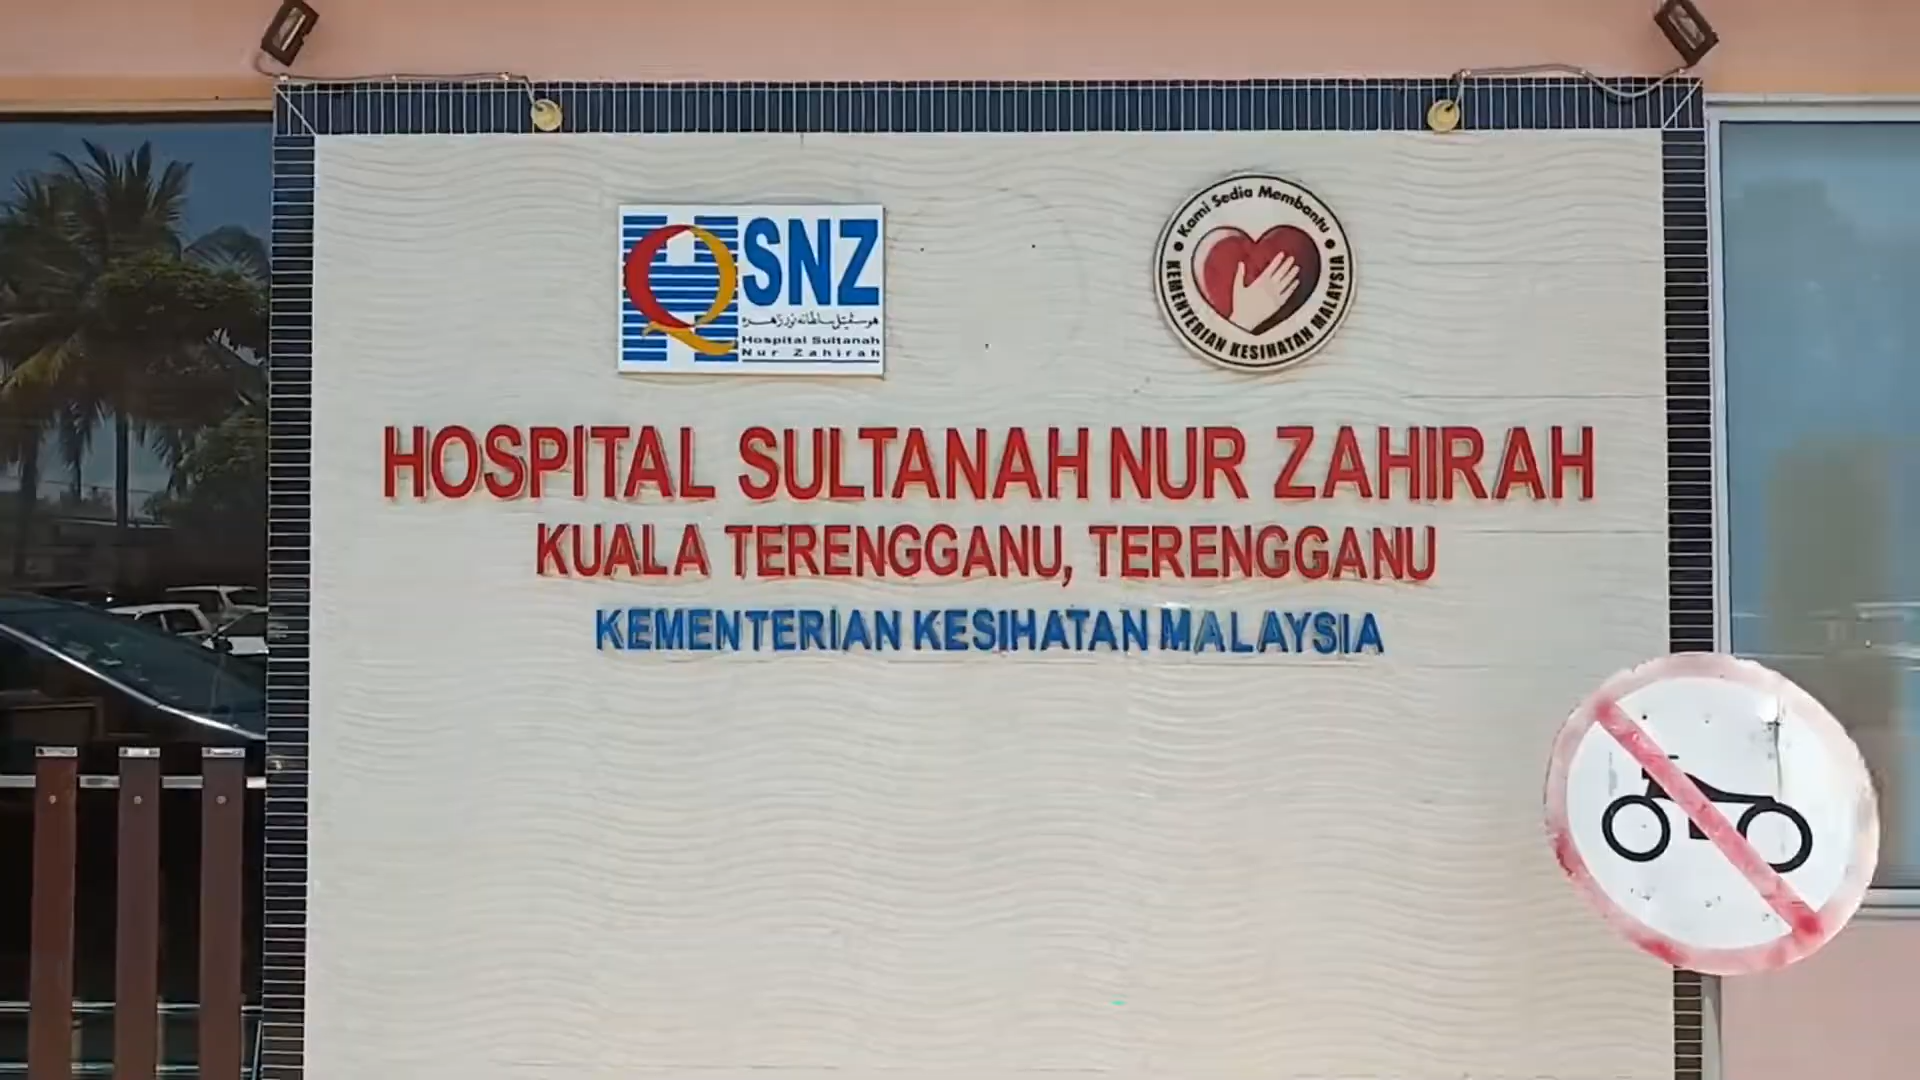 HSNZ
هوسڤيتل سلطانه نور زهيره
Hospital Sultanah
Nur Zahirah
Kami Sedia Membantu
KEMENTERIAN KESIHATAN MALAYSIA
HOSPITAL SULTANAH NUR ZAHIRAH
KUALA TERENGGANU, TERENGGANU
KEMENTERIAN KESIHATAN MALAYSIA